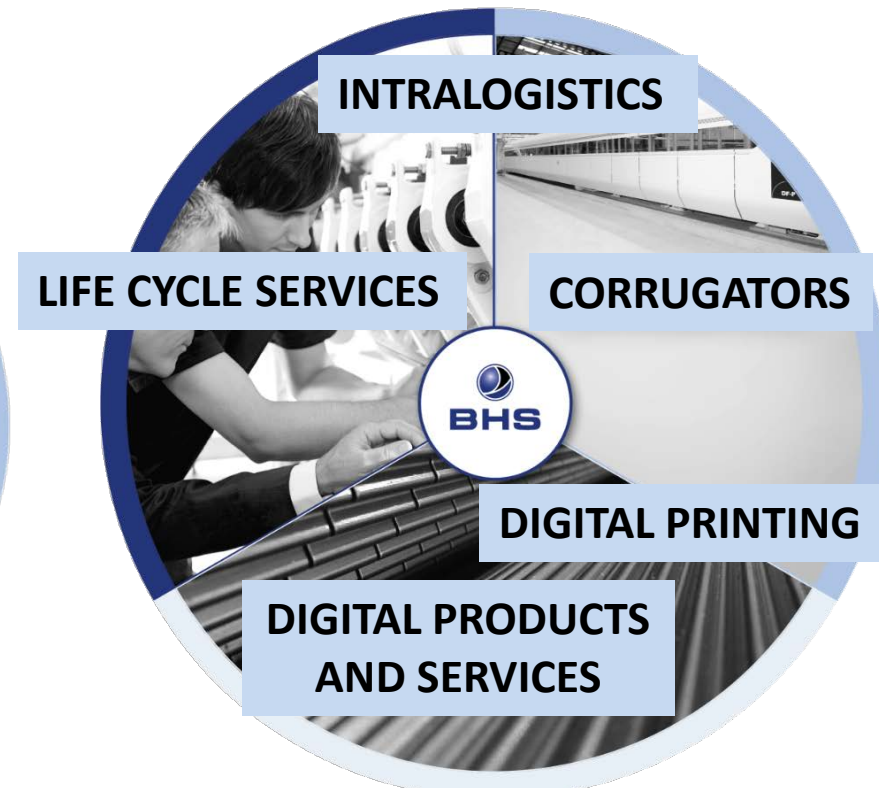 INTRALOGISTICS
LIFE CYCLE SERVICES
CORRUGATORS
BHS
DIGITAL PRINTING
DIGITAL PRODUCTS
AND SERVICES